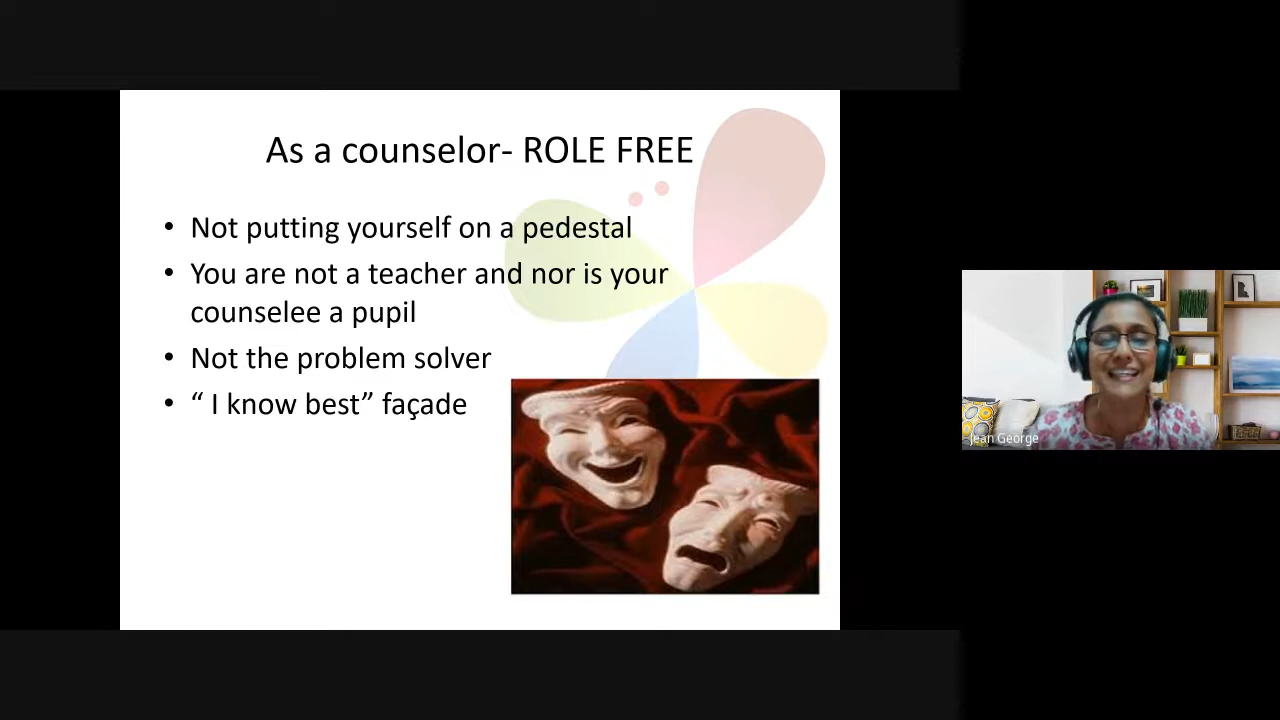 As a counselor- ROLE FREE
• Not putting yourself on a pedestal
• You are not a teacher and nor is your
counselee a pupil
• Not the problem solver
• “ I know best” façade
Jean George